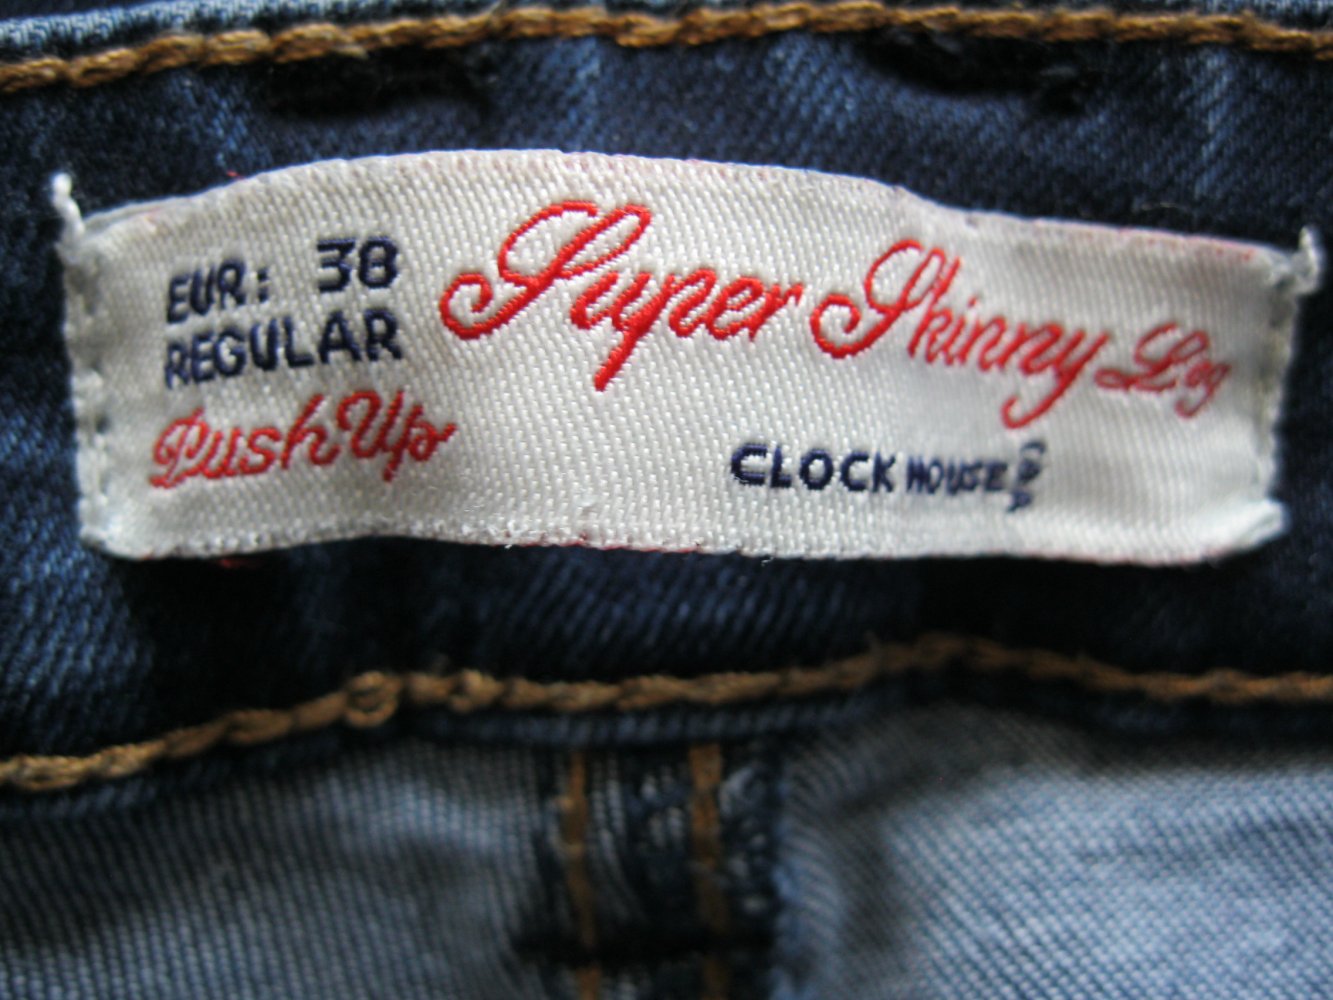 EUR: 38
REGULAR
Push Up
Super Skinny Leg
CLOCK HOUSE